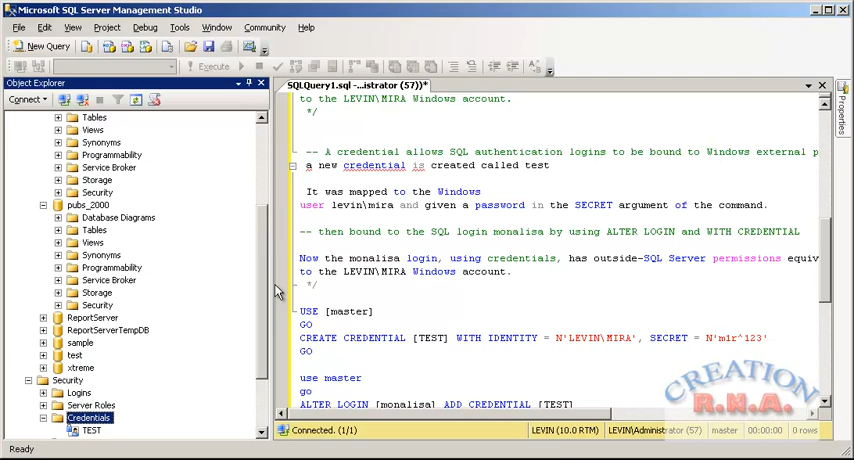 Microsoft SQL Server Management Studio
File Edit View Project Debug Tools Window Community Help
New Query
Execute
Object Explorer
SQLQuery1.sql -...istrator (57))*
Connect
Properties
Tables
Views
Synonyms
Programmability
Service Broker
Storage
Security
pubs_2000
Database Diagrams
Tables
Views
Synonyms
Programmability
Service Broker
Storage
Security
ReportServer
ReportServerTempDB
sample
test
xtreme
Security
Logins
Server Roles
Credentials
TEST
to the LEVIN\MIRA Windows account.
*/
-- A credential allows SQL authentication logins to be bound to Windows external p
a new credential is created called test
It was mapped to the Windows
user levin\mira and given a password in the SECRET argument of the command.
-- then bound to the SQL login monalisa by using ALTER LOGIN and WITH CREDENTIAL
Now the monalisa login, using credentials, has outside-SQL Server permissions equiv
to the LEVIN\MIRA Windows account.
*/
USE [master]
GO
CREATE CREDENTIAL [TEST] WITH IDENTITY = N'LEVIN\MIRA', SECRET = N'm1r^123'
GO
use master
go
ALTER LOGIN [monalisa] ADD CREDENTIAL [TEST]
CREATION
R.N.A.
Connected. (1/1)
LEVIN (10.0 RTM)
LEVIN\Administrator (57)
master
00:00:00
0 rows
Ready